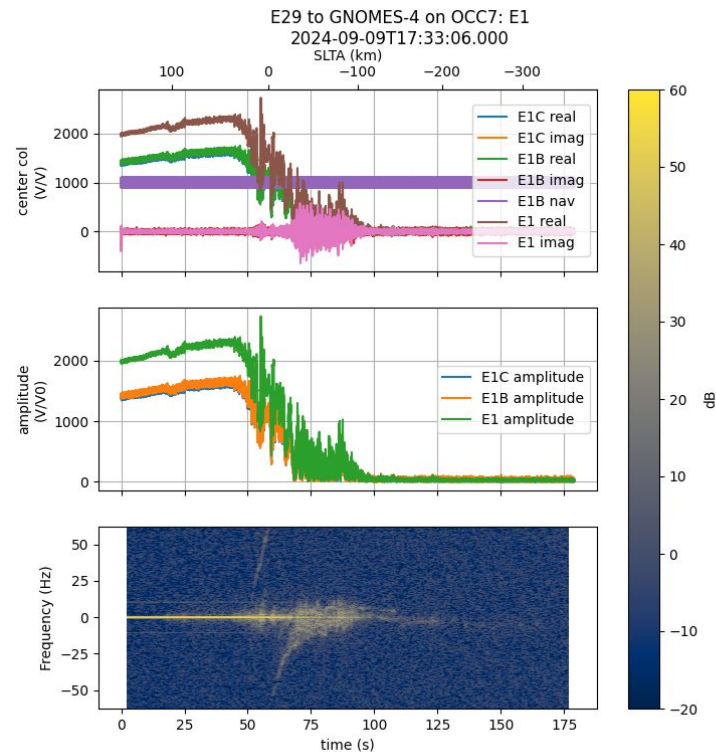 E29 to GNOMES-4 on OCC7: E1
2024-09-09T17:33:06.000
SLTA (km)
100 0 −100 −200 −300
center col
(V/V)
2000
1000
0
E1C real
E1C imag
E1B real
E1B imag
E1B nav
E1 real
E1 imag
amplitude
(V/V0)
2000
1000
0
E1C amplitude
E1B amplitude
E1 amplitude
Frequency (Hz)
50
25
0
−25
−50
0 25 50 75 100 125 150 175
time (s)
60
50
40
30
20
10
0
−10
−20
dB